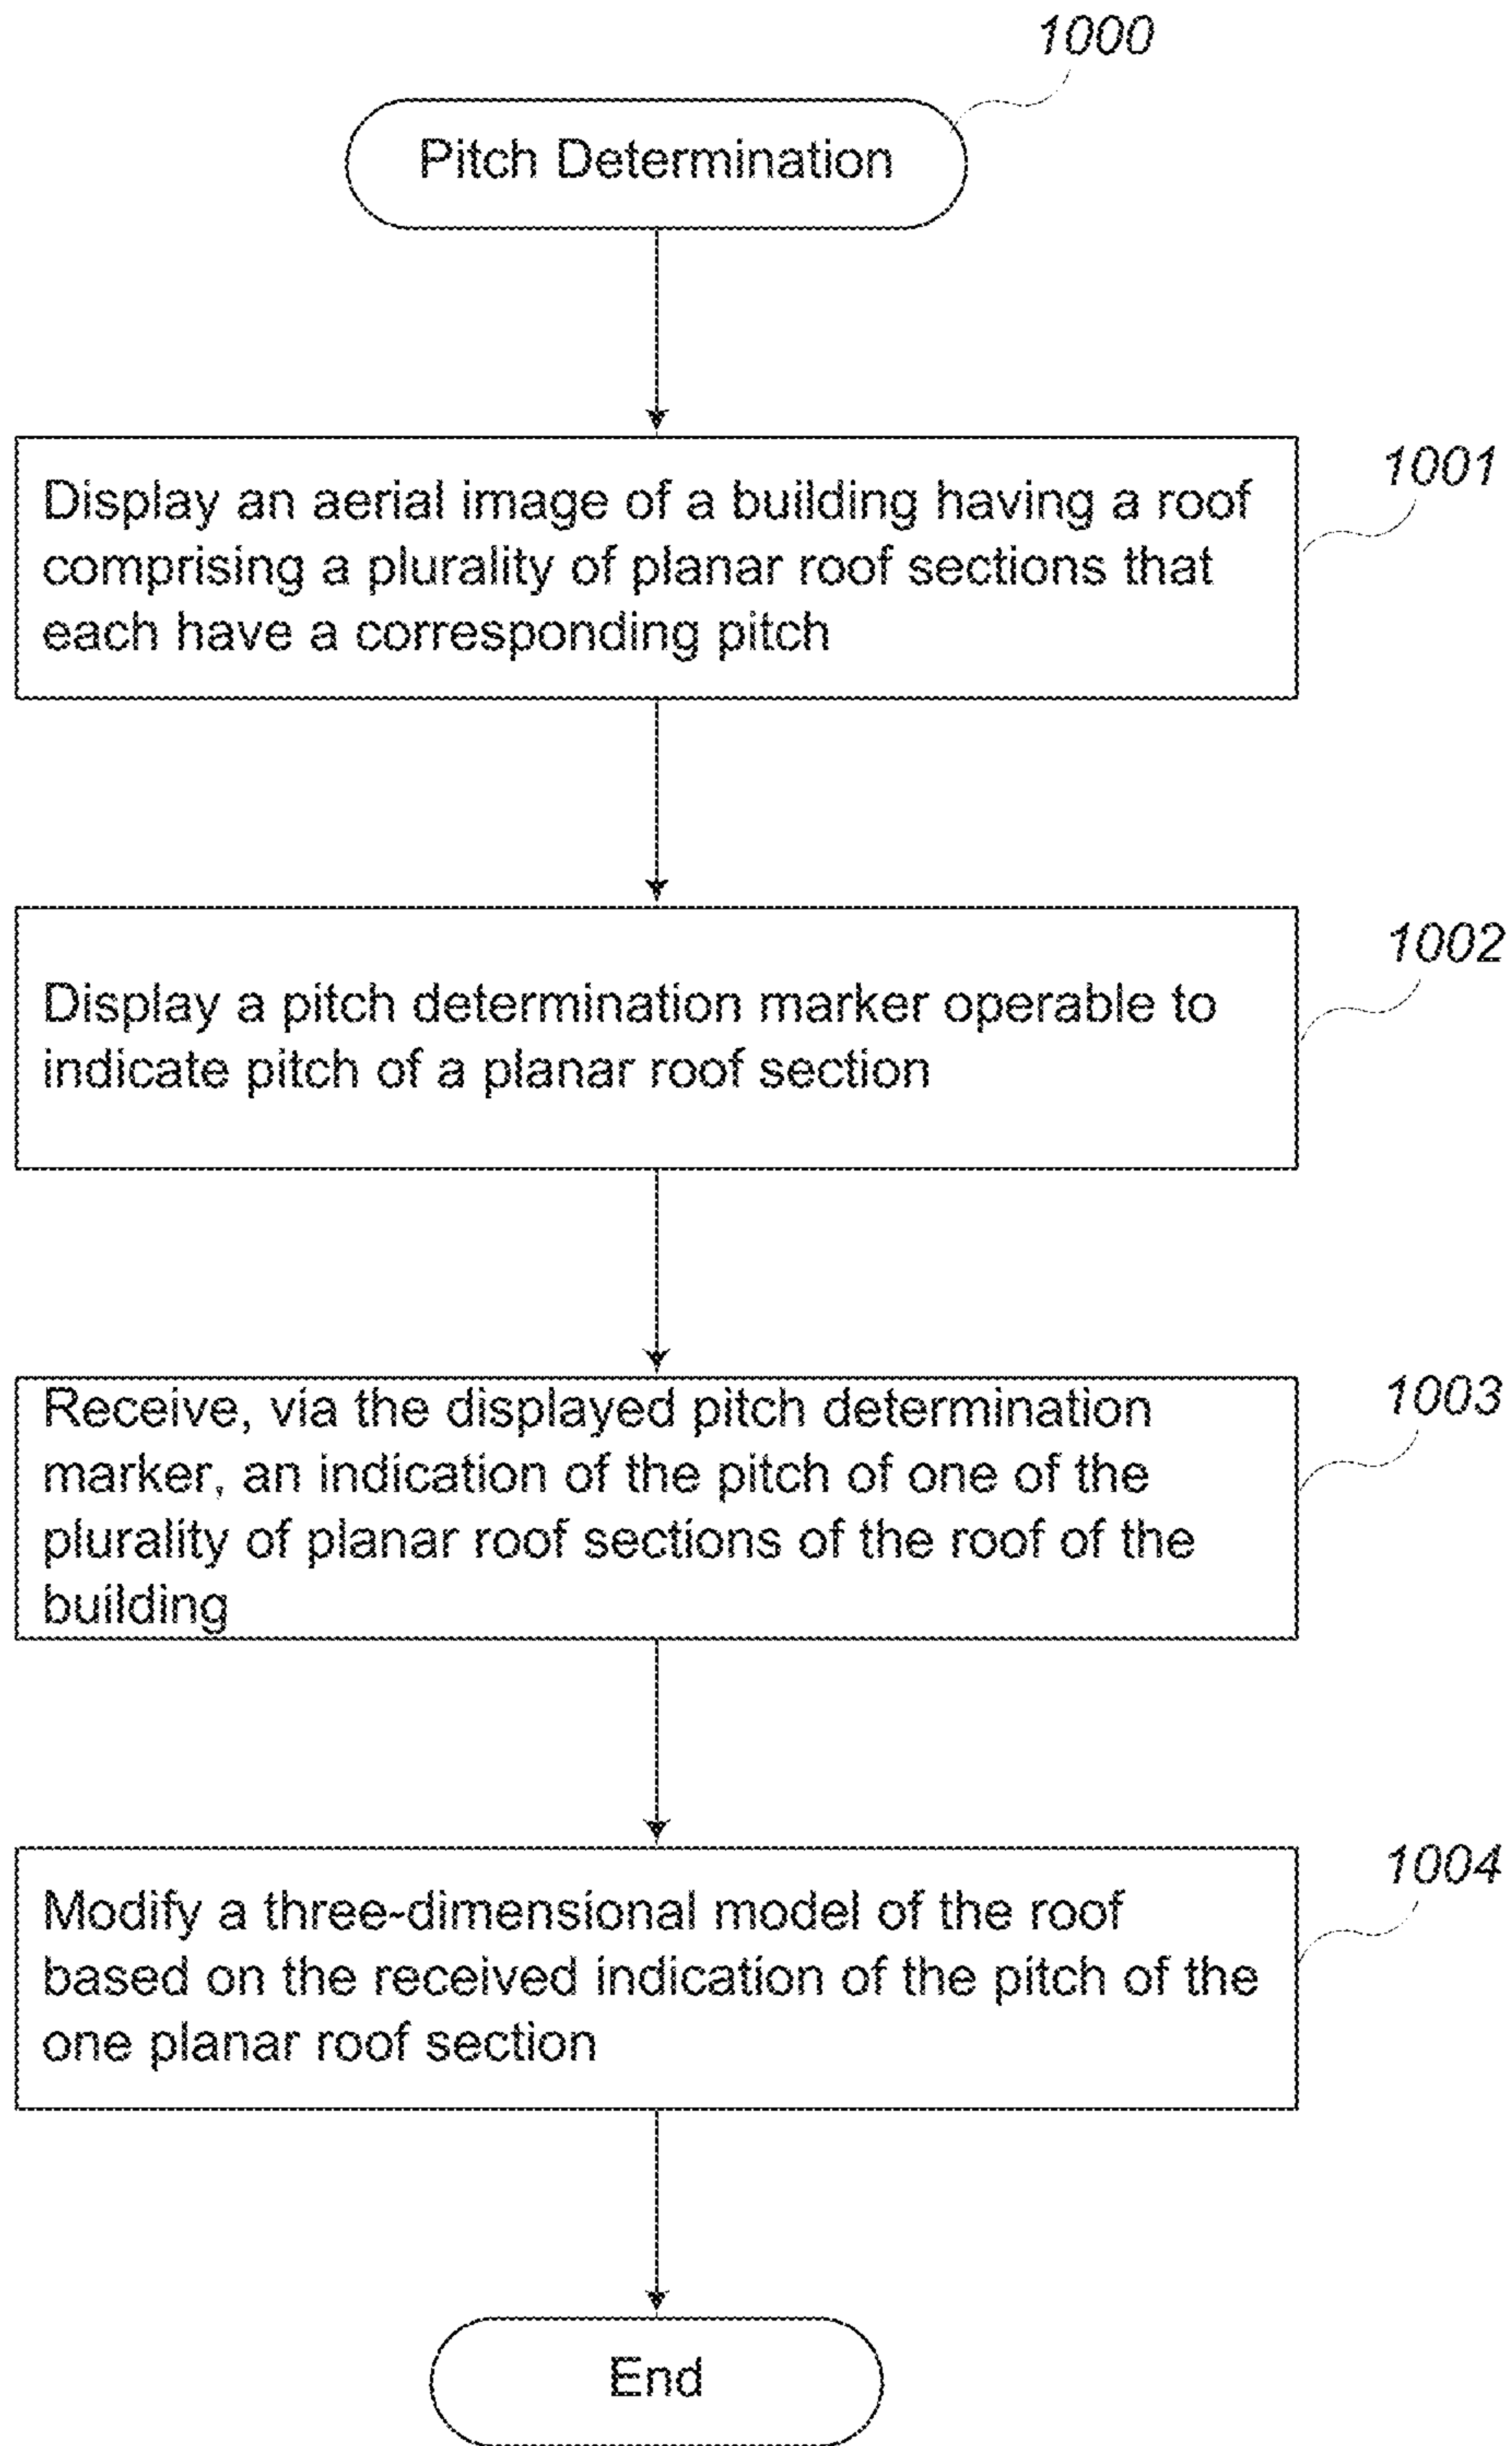 1000
Pitch Determination
1001
Display an aerial image of a building having a roof
comprising a plurality of planar roof sections that
each have a corresponding pitch
1002
Display a pitch determination marker operable to
indicate pitch of a planar roof section
1003
Receive, via the displayed pitch determination
marker, an indication of the pitch of one of the
plurality of planar roof sections of the roof of the
building
1004
Modify a three-dimensional model of the roof
based on the received indication of the pitch of the
one planar roof section
End